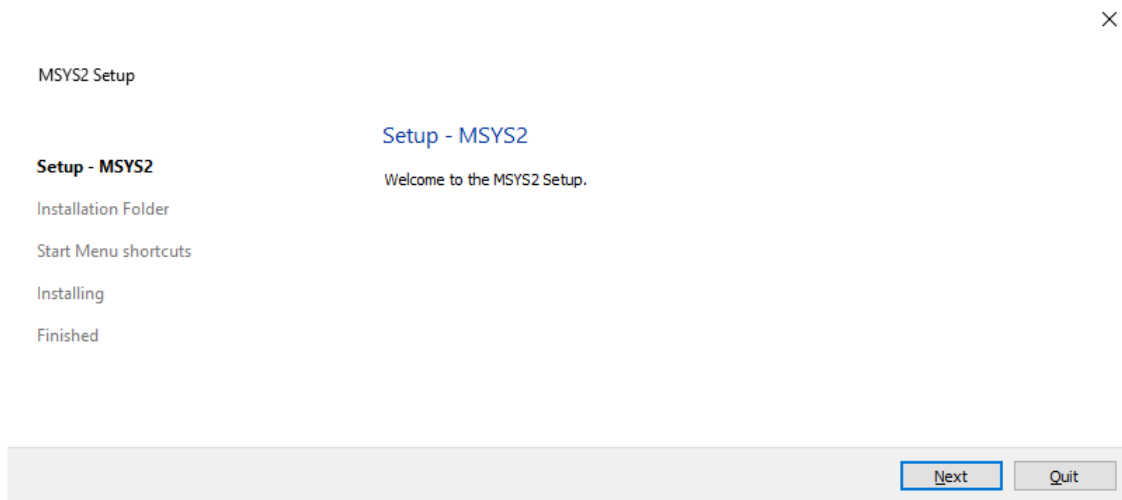 MSYS2 Setup
Setup - MSYS2
Installation Folder
Start Menu shortcuts
Installing
Finished
Setup - MSYS2
Welcome to the MSYS2 Setup.
Next
Quit